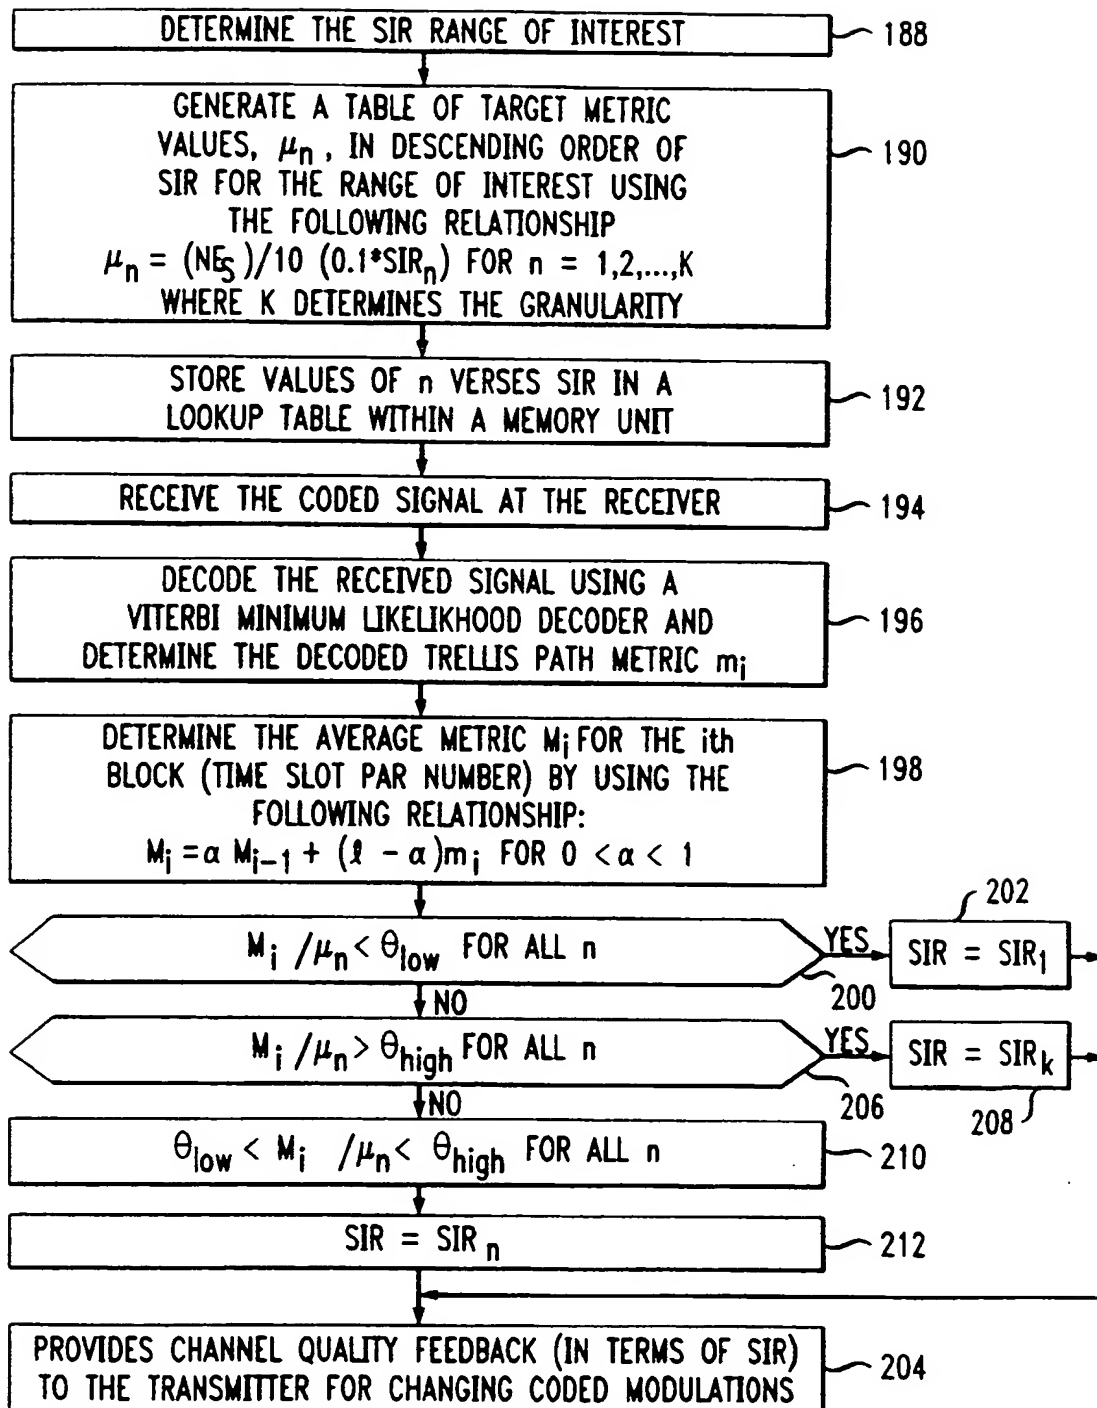 DETERMINE THE SIR RANGE OF INTEREST
188
GENERATE A TABLE OF TARGET METRIC
VALUES, μn, IN DESCENDING ORDER OF
SIR FOR THE RANGE OF INTEREST USING
THE FOLLOWING RELATIONSHIP
μn = (NES)/10 (0.1*SIRn) FOR n = 1,2,...,K
WHERE K DETERMINES THE GRANULARITY
190
STORE VALUES OF n VERSES SIR IN A
LOOKUP TABLE WITHIN A MEMORY UNIT
192
RECEIVE THE CODED SIGNAL AT THE RECEIVER
194
DECODE THE RECEIVED SIGNAL USING A
VITERBI MINIMUM LIKELIKHOOD DECODER AND
DETERMINE THE DECODED TRELLIS PATH METRIC mi
196
DETERMINE THE AVERAGE METRIC Mi FOR THE ith
BLOCK (TIME SLOT PAR NUMBER) BY USING THE
FOLLOWING RELATIONSHIP:
Mi = α Mi-1 + (ℓ - α)mi FOR 0 < α < 1
198
Mi /μn < θlow FOR ALL n
200
YES
202
SIR = SIR1
NO
Mi /μn > θhigh FOR ALL n
206
YES
SIR = SIRk
208
NO
θlow < Mi /μn < θhigh FOR ALL n
210
SIR = SIRn
212
PROVIDES CHANNEL QUALITY FEEDBACK (IN TERMS OF SIR)
TO THE TRANSMITTER FOR CHANGING CODED MODULATIONS
204